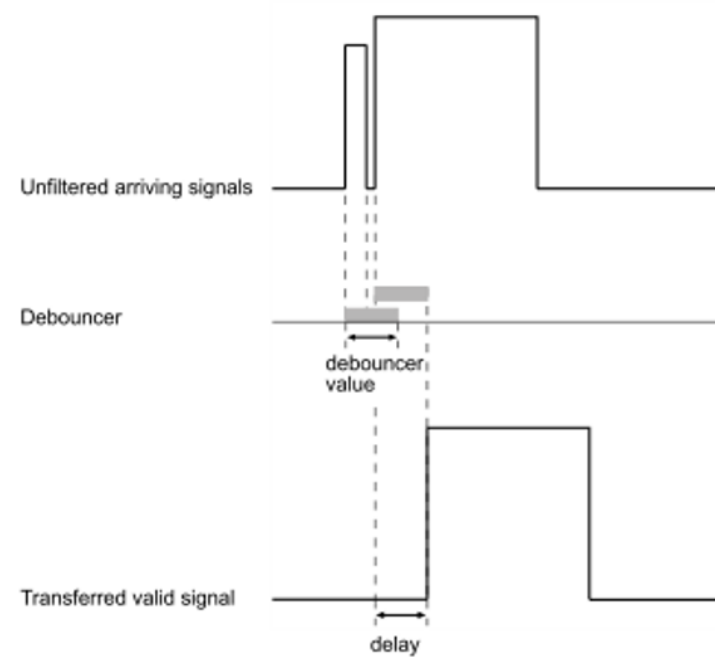 Unfiltered arriving signals
Debouncer
debouncer
value
Transferred valid signal
delay